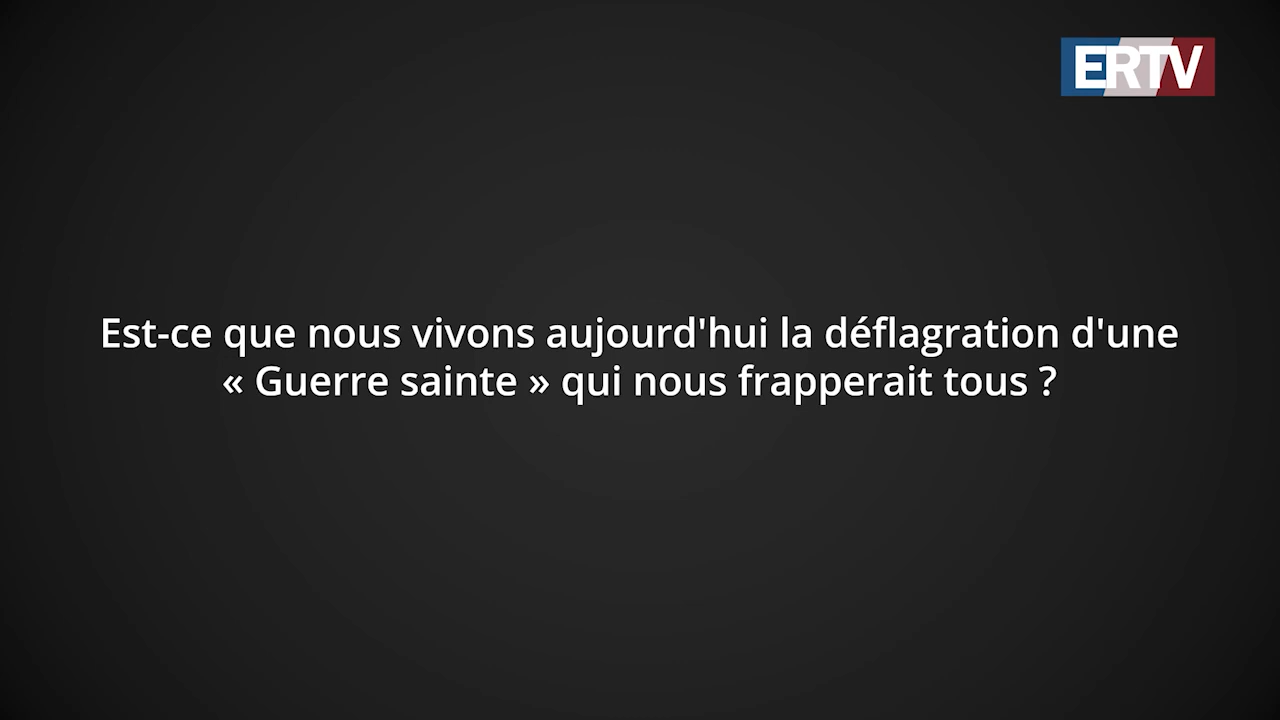 ERTV
Est-ce que nous vivons aujourd'hui la déflagration d'une
« Guerre sainte » qui nous frapperait tous ?